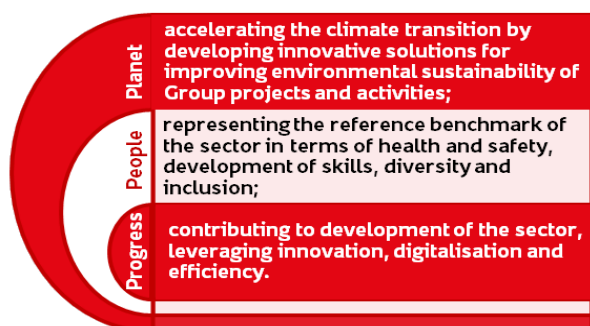 Planet
accelerating the climate transition by
developing innovative solutions for
improving environmental sustainability of
Group projects and activities;
People
representing the reference benchmark of
the sector in terms of health and safety,
development of skills, diversity and
inclusion;
Progress
contributing to development of the sector,
leveraging innovation, digitalisation and
efficiency.